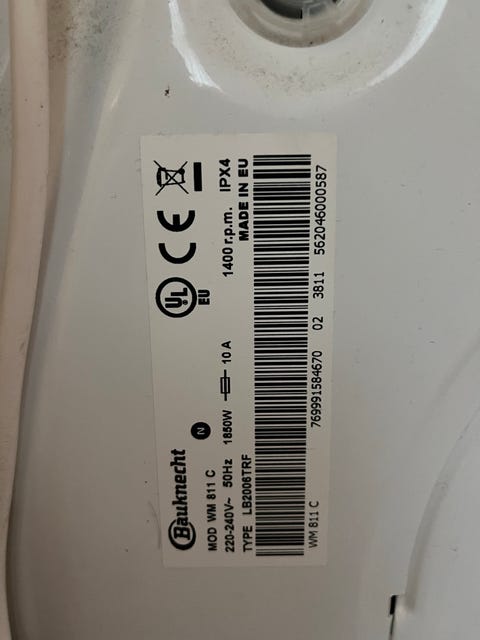 Bauknecht
N
UL
EU
CE
MOD WM 811 C
220-240V~ 50Hz 1850W 10 A 1400 r.p.m. IPX4
TYPE LB2006TRF MADE IN EU
769991584670 02 3811 562046000587
WM 811 C